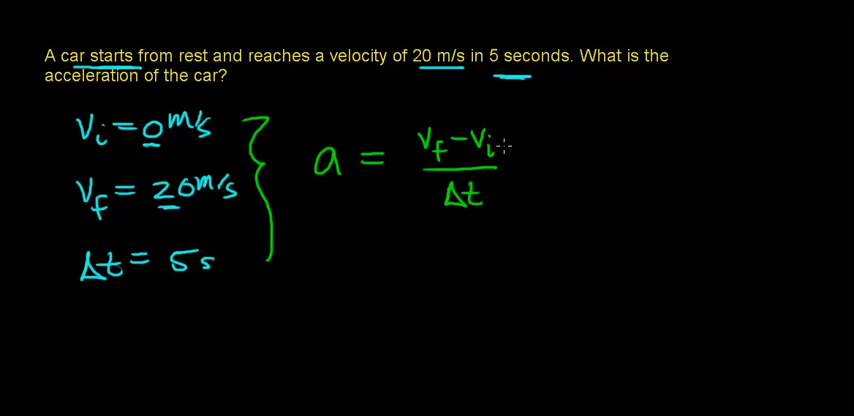 A car starts from rest and reaches a velocity of 20 m/s in 5 seconds. What is the
acceleration of the car?
Vi = 0 m/s
Vf = 20 m/s
Δt = 5 s
a = Vf - Vi
Δt